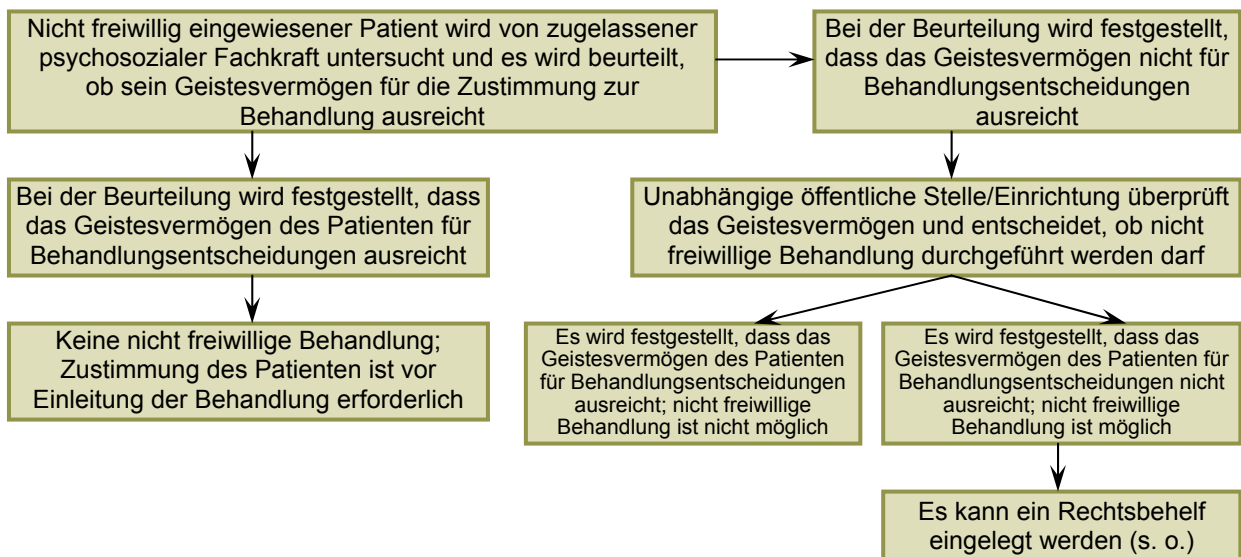 Nicht freiwillig eingewiesener Patient wird von zugelassener
psychosozialer Fachkraft untersucht und es wird beurteilt,
ob sein Geistesvermögen für die Zustimmung zur
Behandlung ausreicht
Bei der Beurteilung wird festgestellt,
dass das Geistesvermögen nicht für
Behandlungsentscheidungen
ausreicht
Bei der Beurteilung wird festgestellt, dass
das Geistesvermögen des Patienten für
Behandlungsentscheidungen ausreicht
Unabhängige öffentliche Stelle/Einrichtung überprüft
das Geistesvermögen und entscheidet, ob nicht
freiwillige Behandlung durchgeführt werden darf
Keine nicht freiwillige Behandlung;
Zustimmung des Patienten ist vor
Einleitung der Behandlung erforderlich
Es wird festgestellt, dass das
Geistesvermögen des Patienten
für Behandlungsentscheidungen
ausreicht; nicht freiwillige
Behandlung ist nicht möglich
Es wird festgestellt, dass das
Geistesvermögen des Patienten für
Behandlungsentscheidungen nicht
ausreicht; nicht freiwillige
Behandlung ist möglich
Es kann ein Rechtsbehelf
eingelegt werden (s. o.)